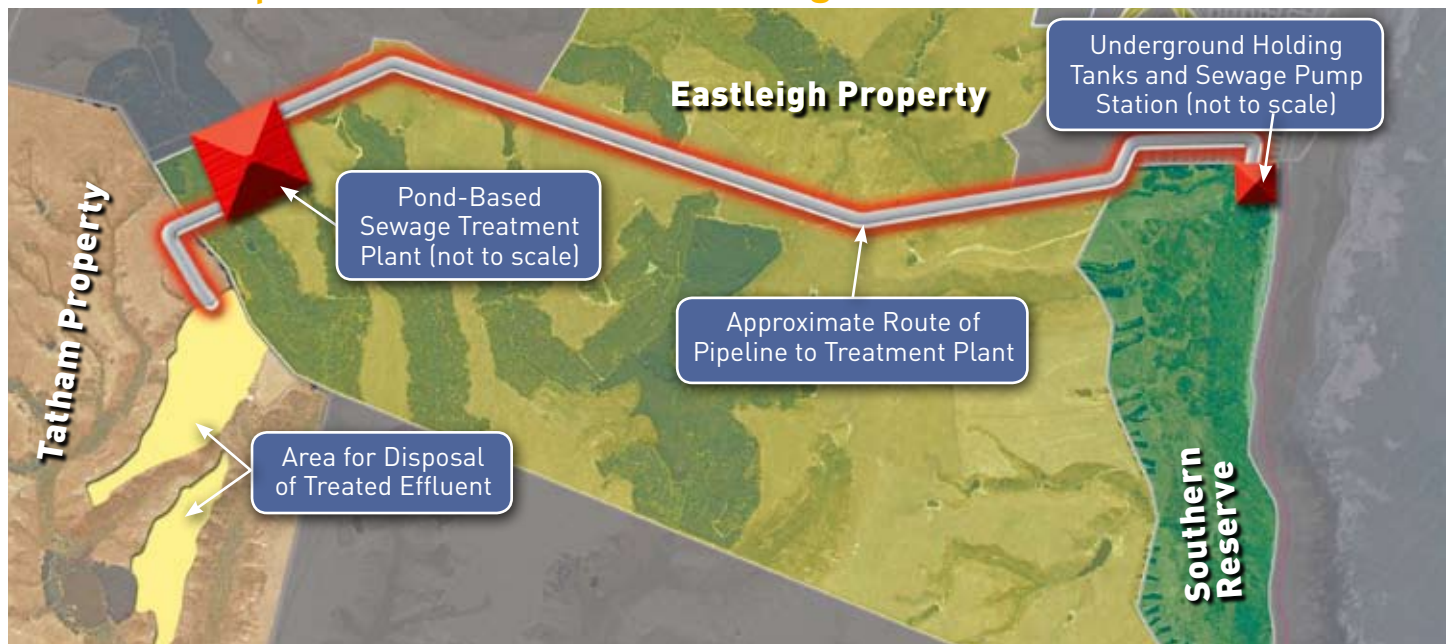 Eastleigh Property
Underground Holding
Tanks and Sewage Pump
Station (not to scale)
Pond-Based
Sewage Treatment
Plant (not to scale)
Tatham Property
Approximate Route of
Pipeline to Treatment Plant
Area for Disposal
of Treated Effluent
Southern
Reserve